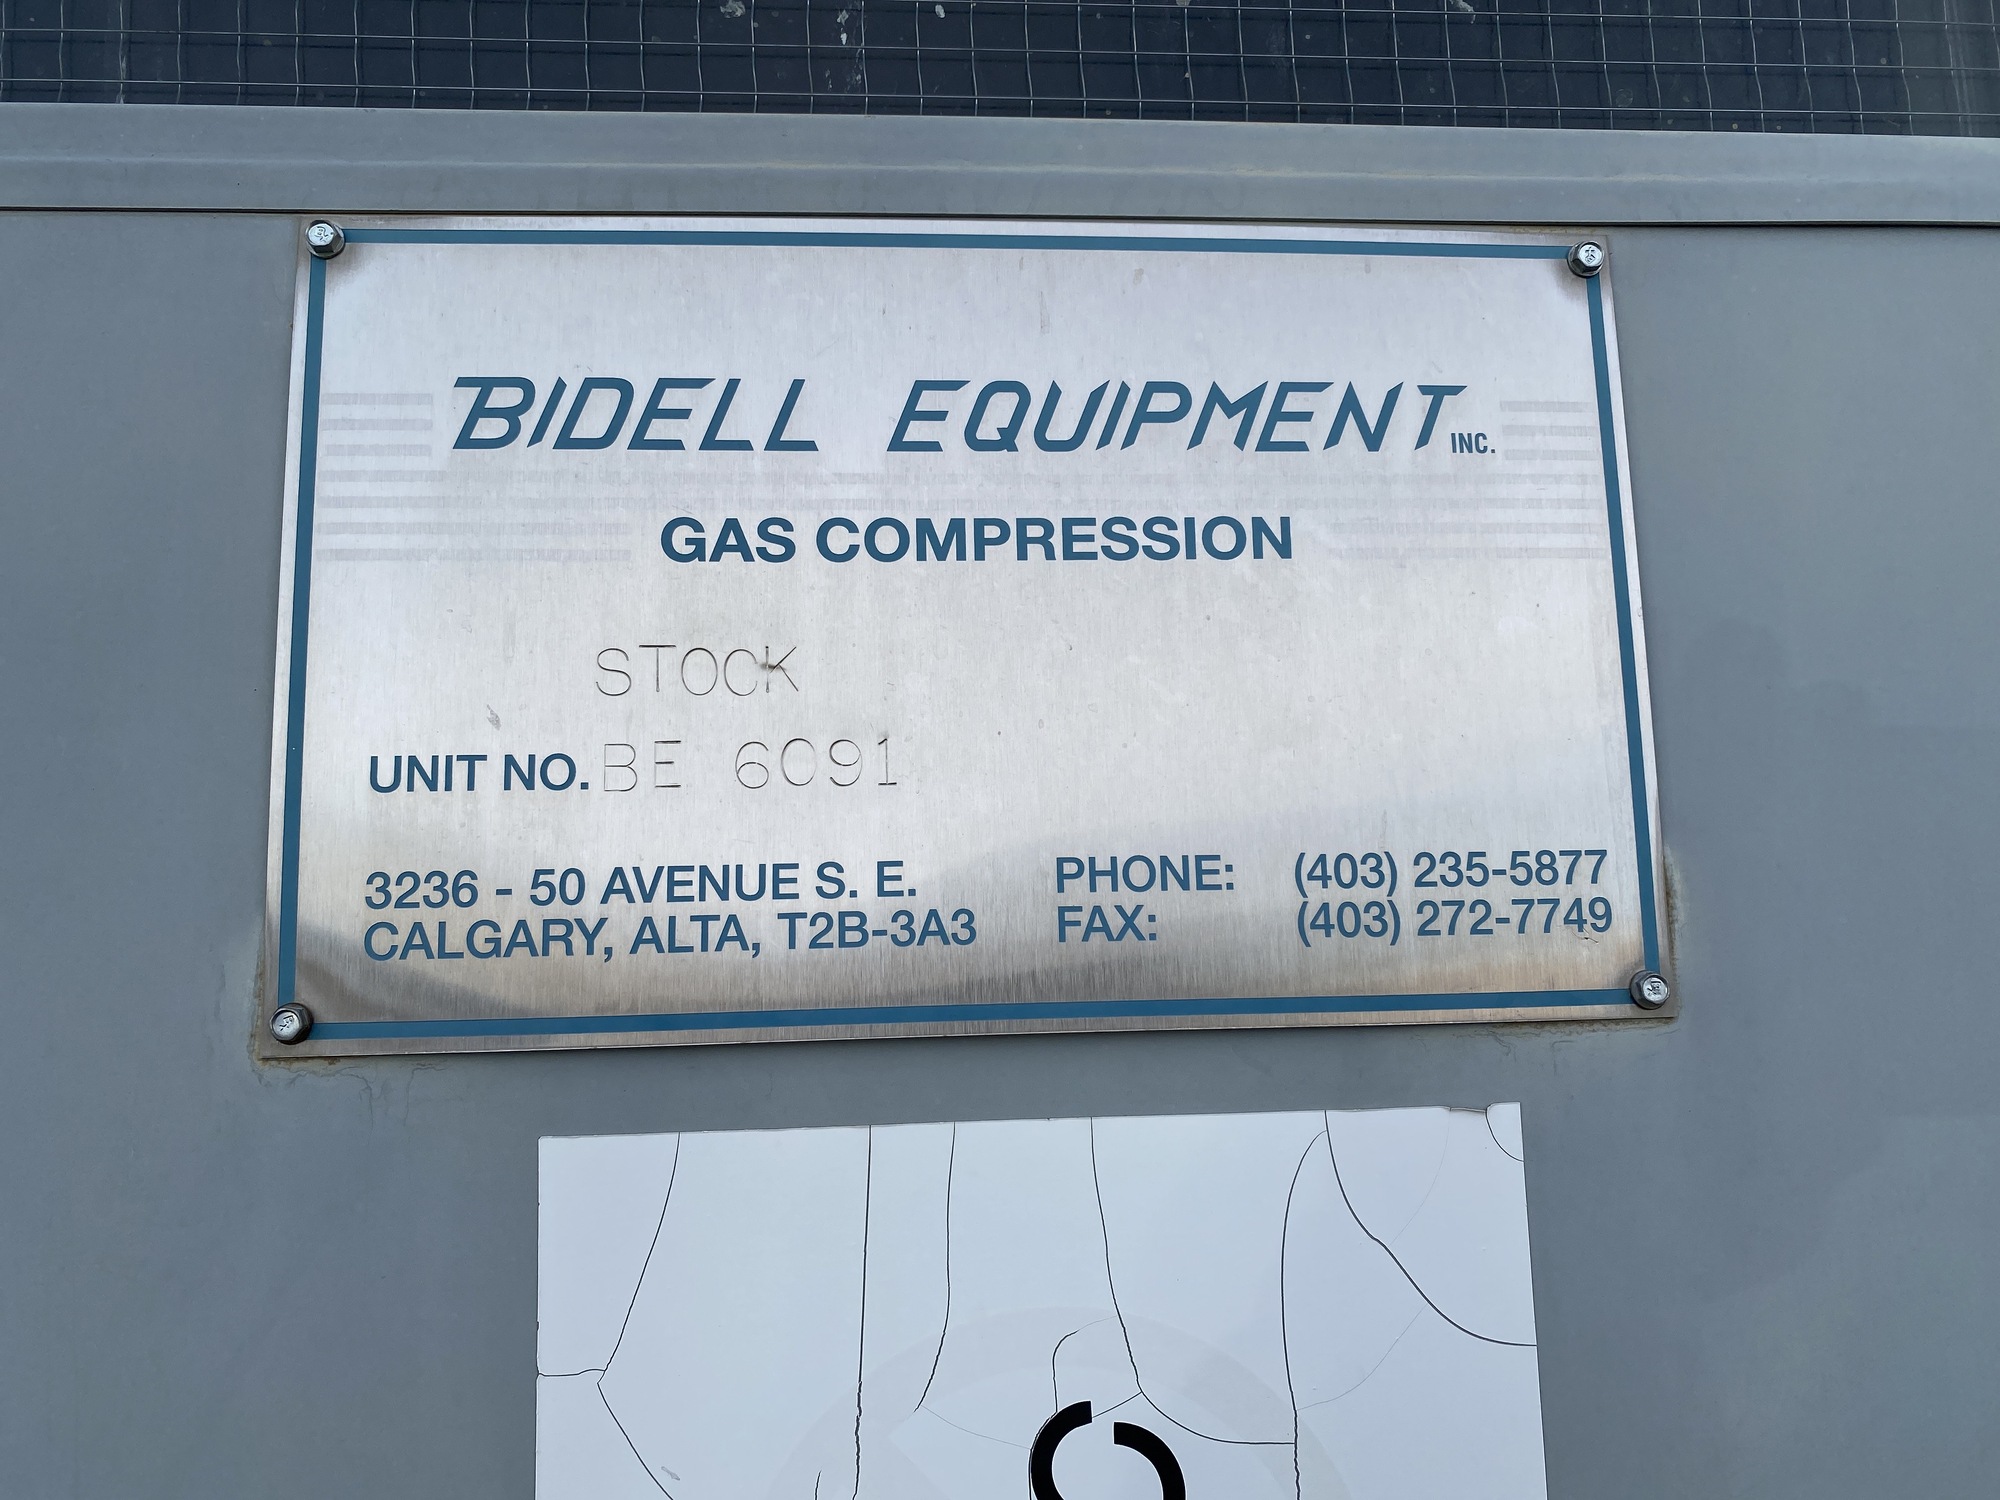 BIDELL EQUIPMENT INC.
GAS COMPRESSION
STOCK
UNIT NO. BE 6091
3236 - 50 AVENUE S. E.
CALGARY, ALTA, T2B-3A3
PHONE: (403) 235-5877
FAX: (403) 272-7749